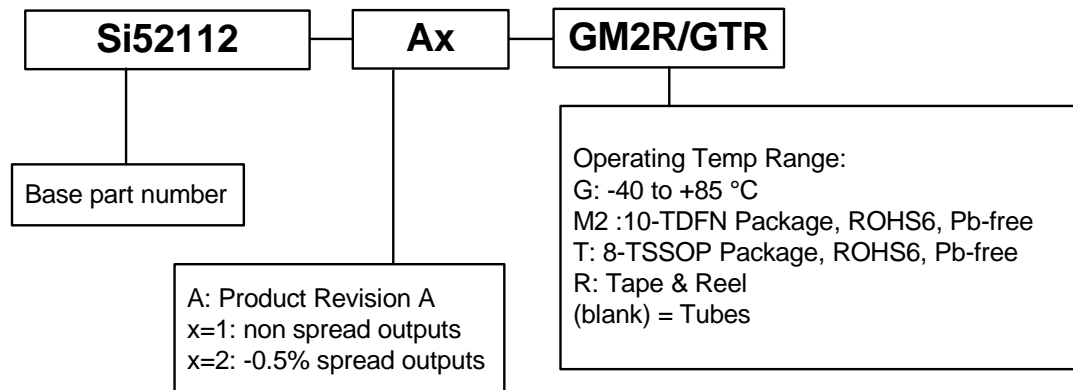 Si52112
Ax
GM2R/GTR
Base part number
A: Product Revision A
x=1: non spread outputs
x=2: -0.5% spread outputs
Operating Temp Range:
G: -40 to +85 °C
M2 :10-TDFN Package, ROHS6, Pb-free
T: 8-TSSOP Package, ROHS6, Pb-free
R: Tape & Reel
(blank) = Tubes